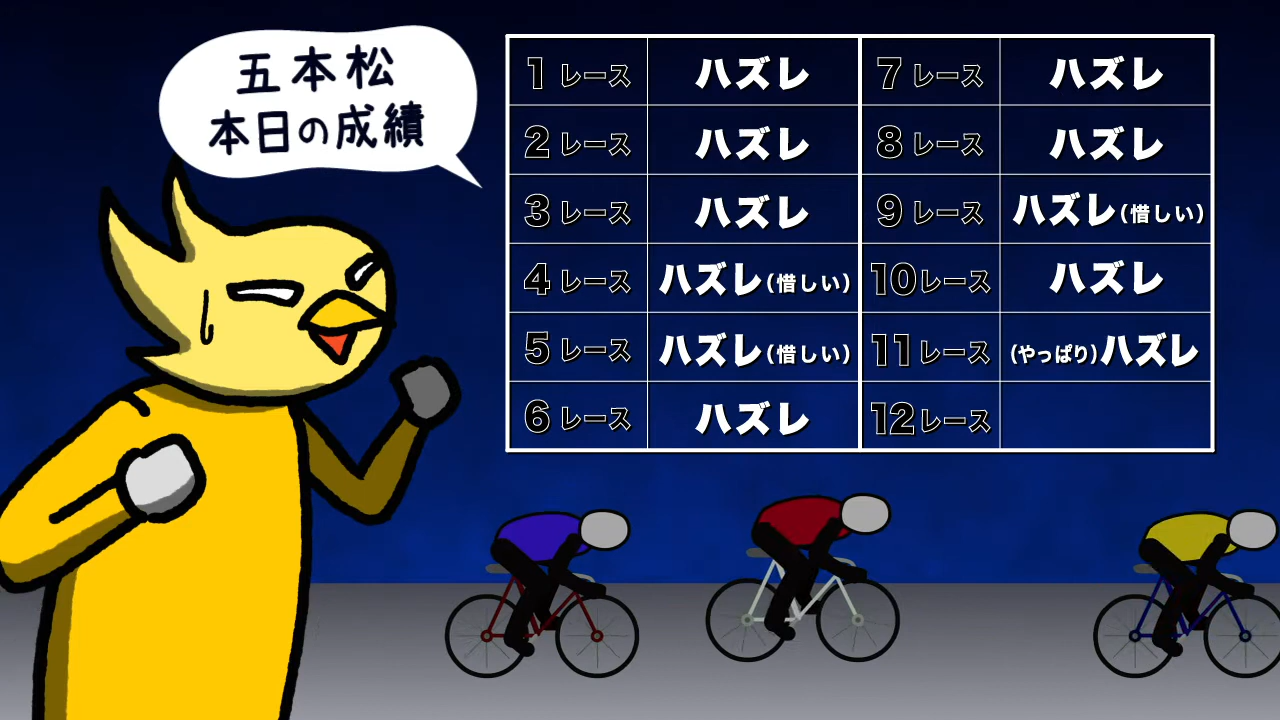 五本松
本日の成績
1レース ハズレ
2レース ハズレ
3レース ハズレ
4レース ハズレ(惜しい)
5レース ハズレ(惜しい)
6レース ハズレ
7レース ハズレ
8レース ハズレ
9レース ハズレ(惜しい)
10レース ハズレ
11レース (やっぱり)ハズレ
12レース